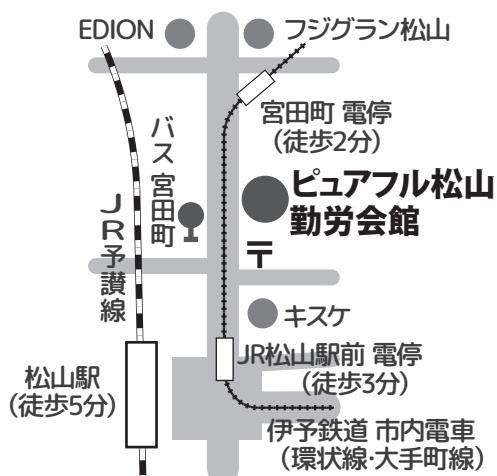 EDION
フジグラン松山
宮田町 電停
(徒歩2分)
バス 宮田町
ピュアフル松山
勤労会館
JR予讃線
〒
キスケ
JR松山駅前 電停
(徒歩3分)
松山駅
(徒歩5分)
伊予鉄道 市内電車
(環状線・大手町線)